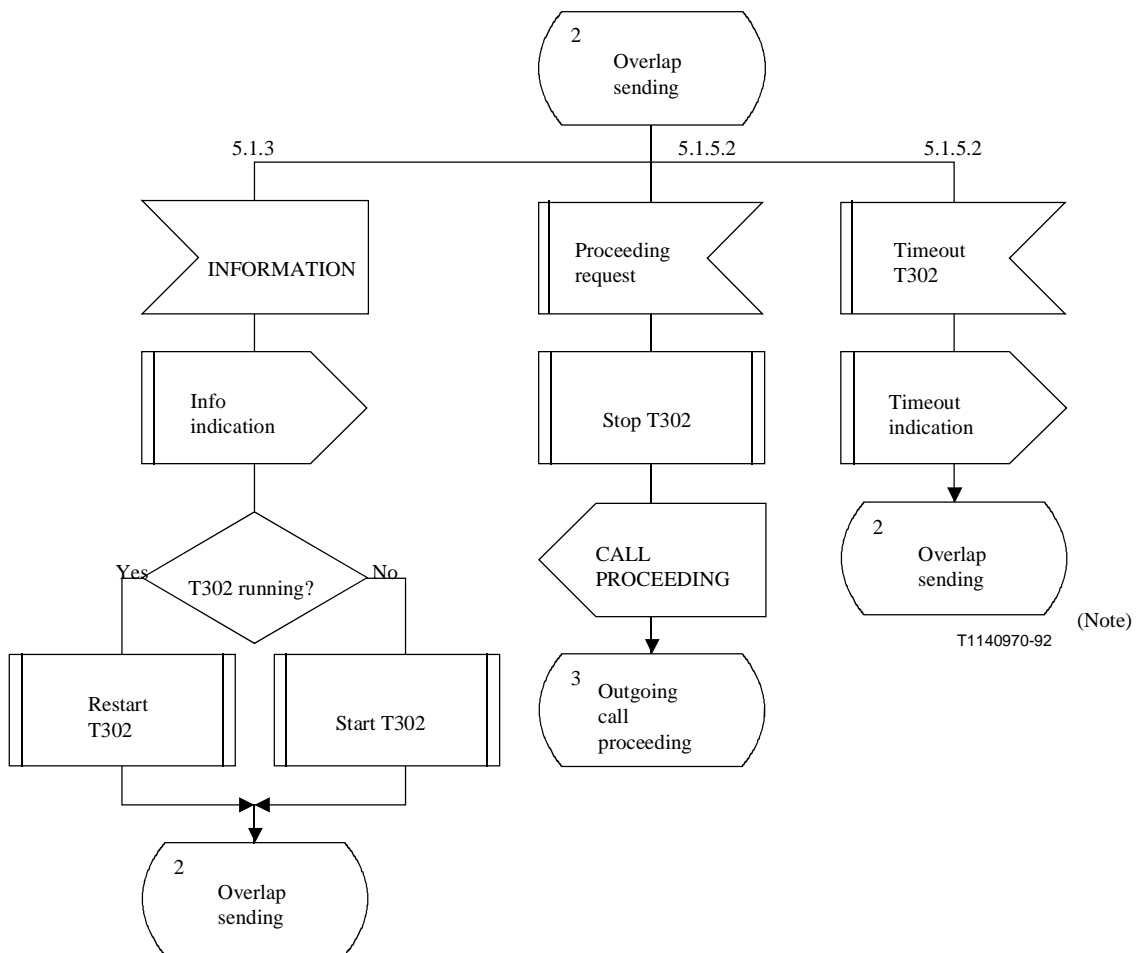 2
Overlap
sending
5.1.3
5.1.5.2
5.1.5.2
INFORMATION
Proceeding
request
Timeout
T302
Info
indication
Stop T302
Timeout
indication
Yes
T302 running?
No
CALL
PROCEEDING
2
Overlap
sending
(Note)
T1140970-92
Restart
T302
Start T302
3
Outgoing
call
proceeding
2
Overlap
sending